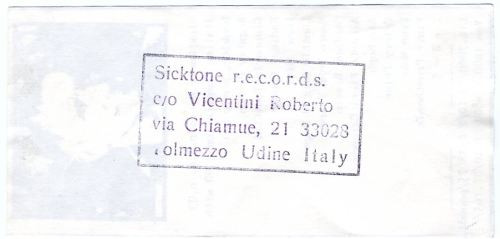 Sicktone r.e.c.o.r.d.s.
c/o Vicentini Roberto
via Chiamue, 21 33028
Tolmezzo Udine Italy